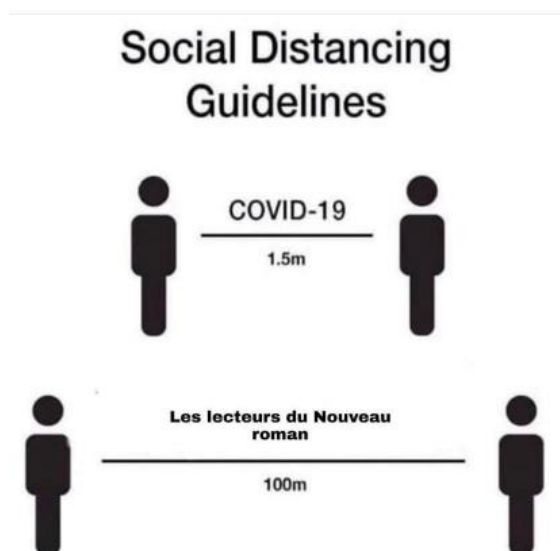 Social Distancing
Guidelines
COVID-19
1.5m
Les lecteurs du Nouveau
roman
100m